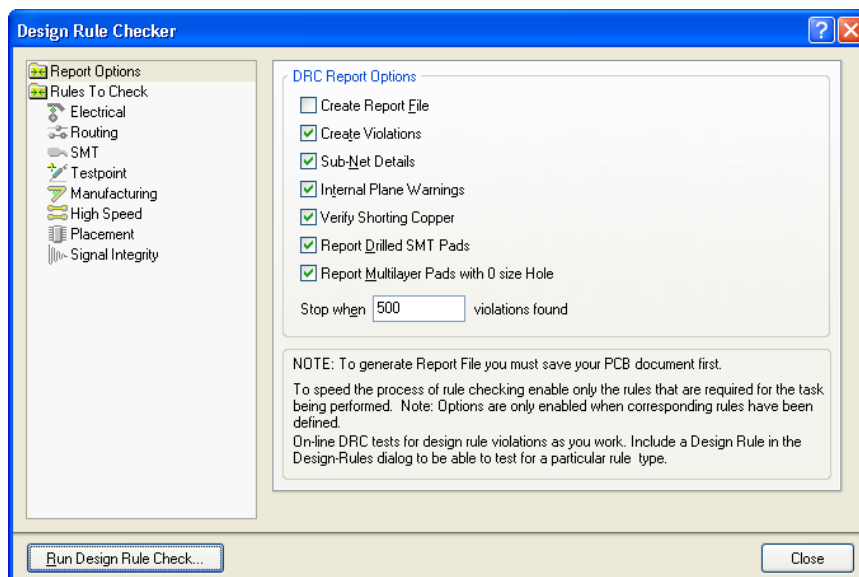 Design Rule Checker
Report Options
Rules To Check
Electrical
Routing
SMT
Testpoint
Manufacturing
High Speed
Placement
Signal Integrity
DRC Report Options
Create Report File
Create Violations
Sub-Net Details
Internal Plane Warnings
Verify Shorting Copper
Report Drilled SMT Pads
Report Multilayer Pads with 0 size Hole
Stop when 500 violations found
NOTE: To generate Report File you must save your PCB document first.
To speed the process of rule checking enable only the rules that are required for the task
being performed. Note: Options are only enabled when corresponding rules have been
defined.
On-line DRC tests for design rule violations as you work. Include a Design Rule in the
Design-Rules dialog to be able to test for a particular rule type.
Run Design Rule Check...
Close